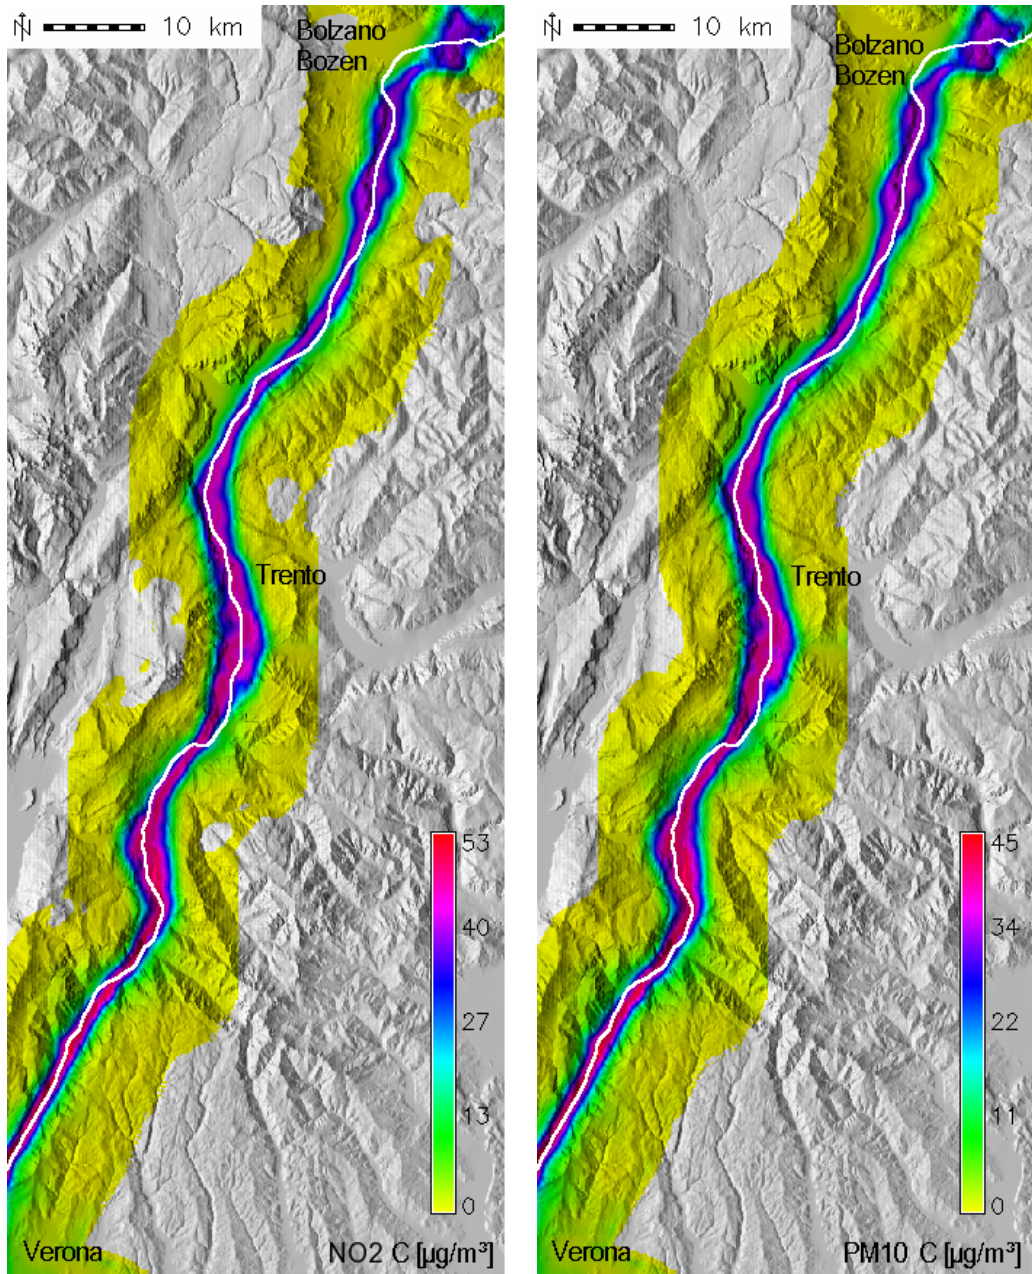 N 10 km
Bolzano
Bozen
Trento
53
40
27
13
0
Verona NO2 C [µg/m³]
N 10 km
Bolzano
Bozen
Trento
45
34
22
11
0
Verona PM10 C [µg/m³]